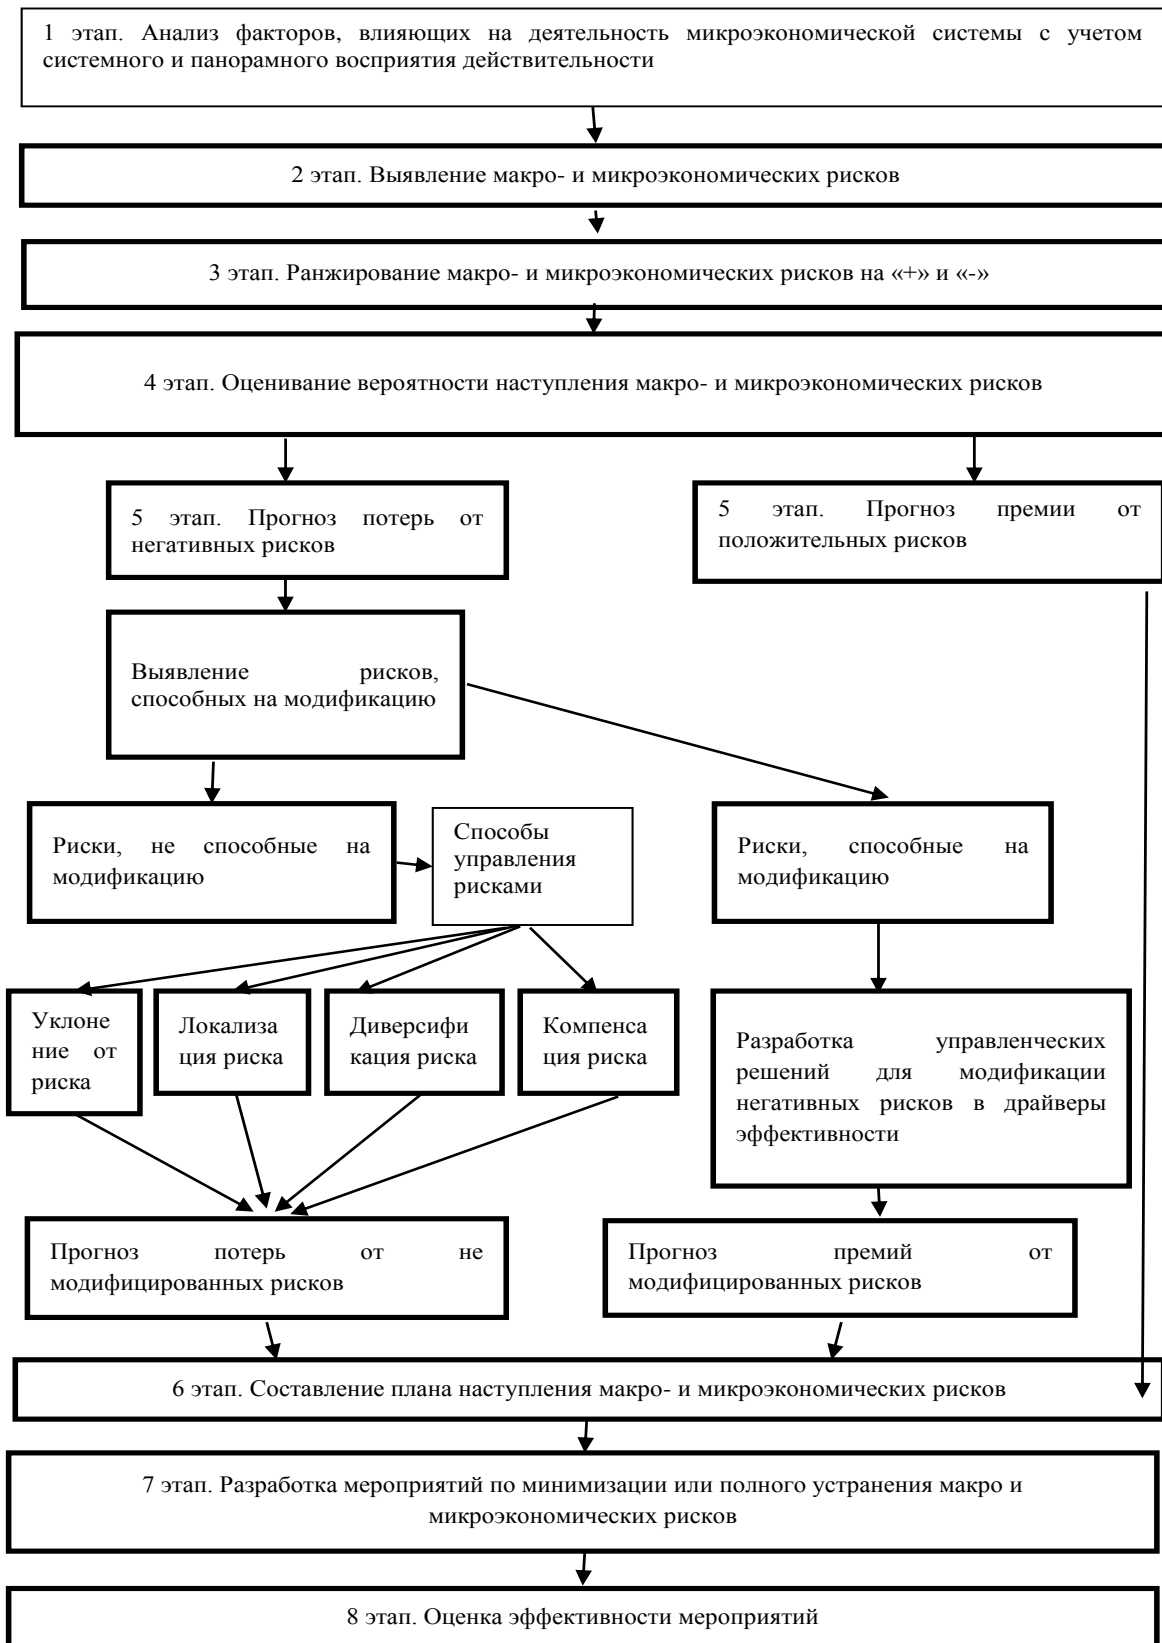 1 этап. Анализ факторов, влияющих на деятельность микроэкономической системы с учетом
системного и панорамного восприятия действительности
2 этап. Выявление макро- и микроэкономических рисков
3 этап. Ранжирование макро- и микроэкономических рисков на «+» и «-»
4 этап. Оценивание вероятности наступления макро- и микроэкономических рисков
5 этап. Прогноз потерь от
негативных рисков
5 этап. Прогноз премии от
положительных рисков
Выявление рисков,
способных на модификацию
Риски, не способные на
модификацию
Способы
управления
рисками
Риски, способные на
модификацию
Уклоне
ние от
риска
Локализа
ция риска
Диверсифи
кация риска
Компенса
ция риска
Разработка управленческих
решений для модификации
негативных рисков в драйверы
эффективности
Прогноз потерь от не
модифицированных рисков
Прогноз премий от
модифицированных рисков
6 этап. Составление плана наступления макро- и микроэкономических рисков
7 этап. Разработка мероприятий по минимизации или полного устранения макро и
микроэкономических рисков
8 этап. Оценка эффективности мероприятий